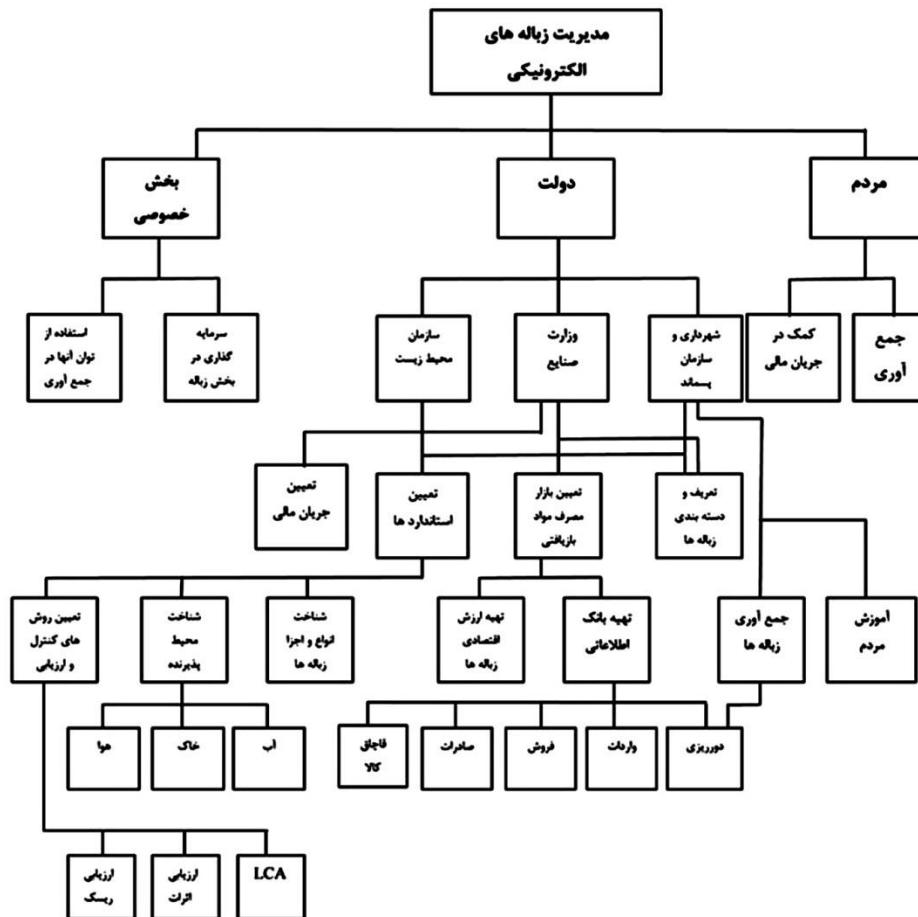 مدیریت زباله های
الکترونیکی
مردم
دولت
بخش
خصوصی
جمع
آوری
کمک در
جریان مالی
شهرداری و
سازمان
پسماند
وزارت
صنایع
سازمان
محیط زیست
سرمایه
گذاری در
بخش زباله
استفاده از
توان آنها در
جمع آوری
تعریف و
دسته بندی
زباله ها
تعیین بازار
مصرف مواد
بازیافتی
تعیین
استاندارد ها
تعیین
جریان مالی
آموزش
مردم
جمع آوری
زباله ها
تهیه بانک
اطلاعاتی
تهیه ارزش
اقتصادی
زباله ها
شناخت
انواع و اجزا
زباله ها
شناخت
محیط
پذیرنده
تعیین روش
های کنترل
و ارزیابی
دورریزی
واردات
فروش
صادرات
قاچاق
کالا
آب
خاک
هوا
LCA
ارزیابی
اثرات
ارزیابی
ریسک